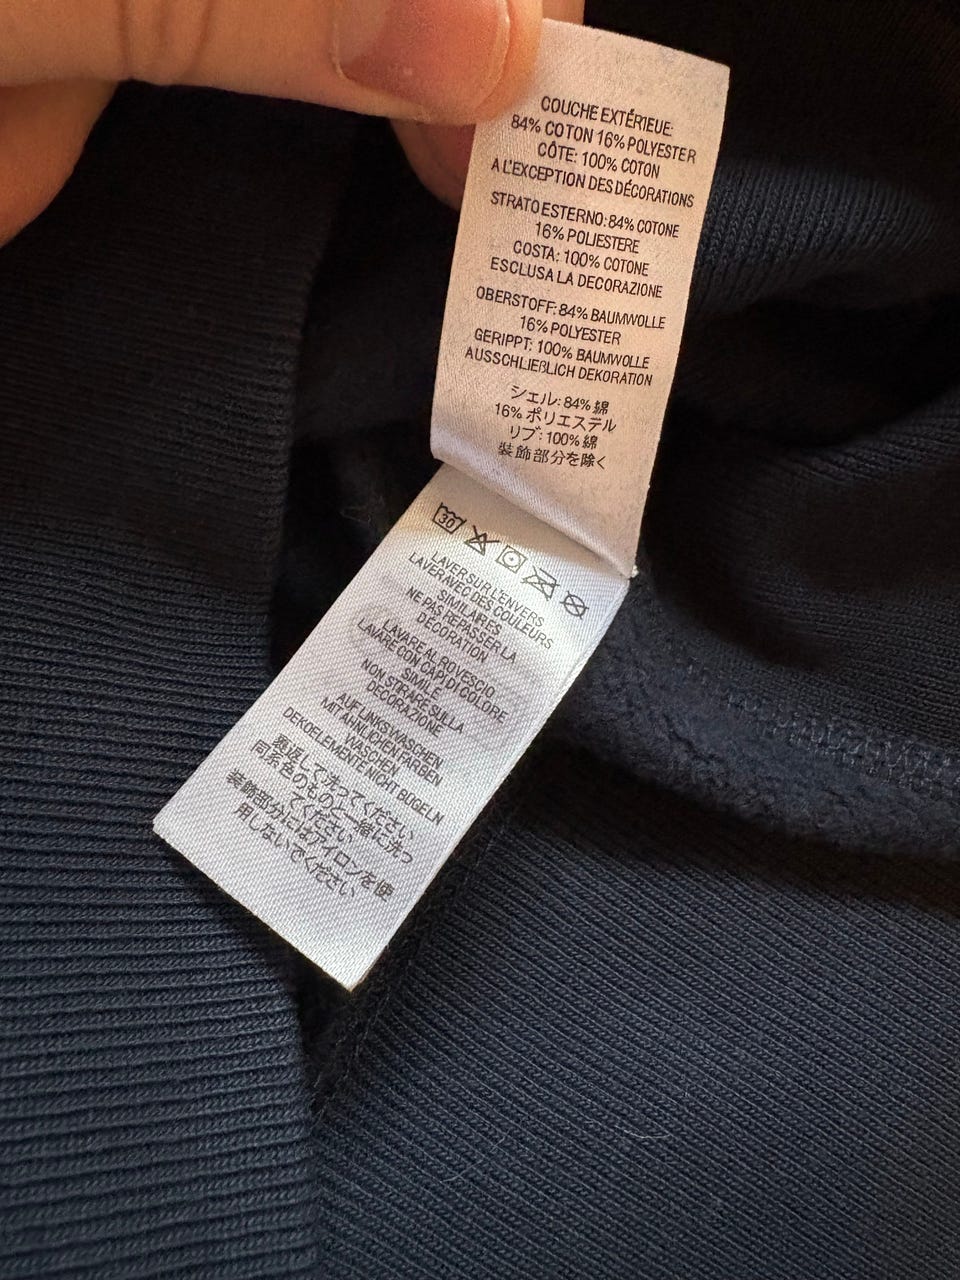 COUCHE EXTÉRIEUR:
84% COTON 16% POLYESTER
CÔTE: 100% COTON
A L'EXCEPTION DES DÉCORATIONS
STRATO ESTERNO: 84% COTONE
16% POLIESTERE
COSTA: 100% COTONE
ESCLUSA LA DECORAZIONE
OBERSTOFF: 84% BAUMWOLLE
16% POLYESTER
GERIPPT: 100% BAUMWOLLE
AUSSCHLIEßLICH DEKORATION
シェル: 84% 綿
16% ポリエステル
リブ: 100% 綿
装飾部分を除く
30
LAVER SUR L'ENVERS
LAVER AVEC DES COULEURS
SIMILAIRES
NE PAS REPASSER LA
DÉCORATION
LAVARE AL ROVESCIO
LAVARE CON CAPI DI COLORE
SIMILE
NON STIRARE SULLA
DECORAZIONE
AUF LINKS WASCHEN
MIT ÄHNLICHEN FARBEN
WASCHEN
DEKOELEMENTE NICHT BÜGELN
裏返して洗ってください
同系色のものと一緒に洗っ
てください
装飾部分にはアイロンを使
用しないでください